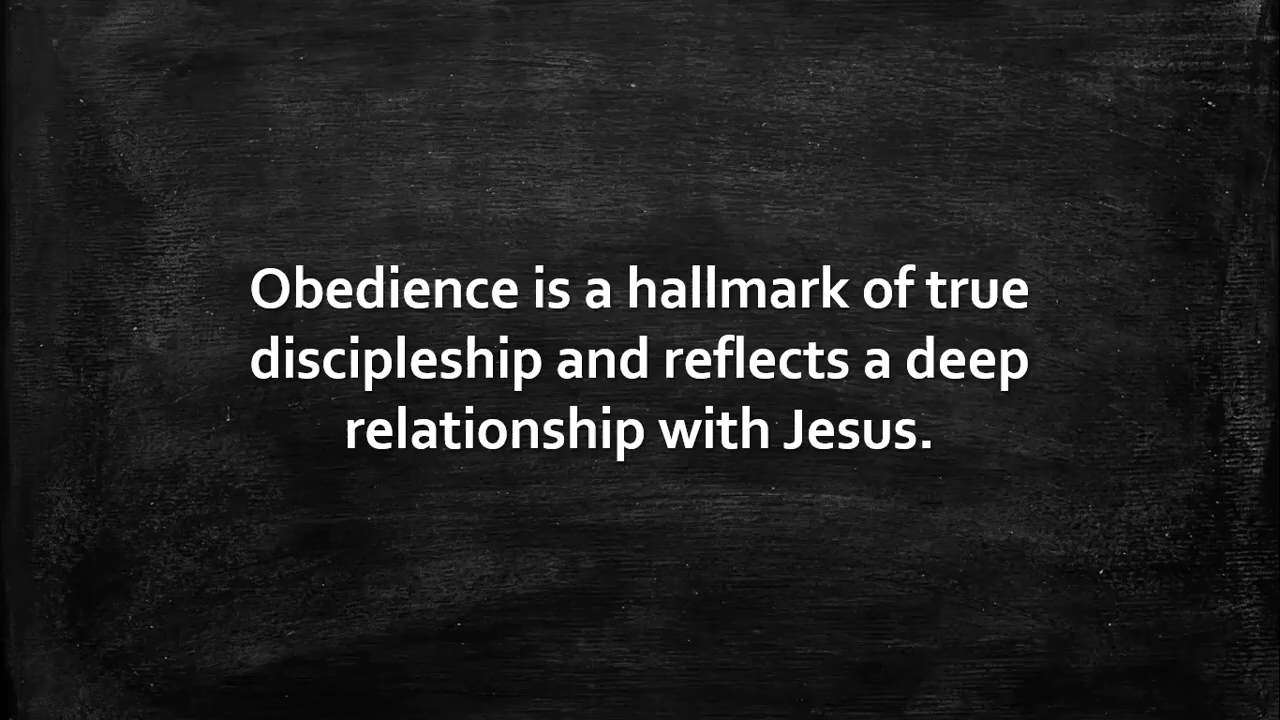 Obedience is a hallmark of true
discipleship and reflects a deep
relationship with Jesus.